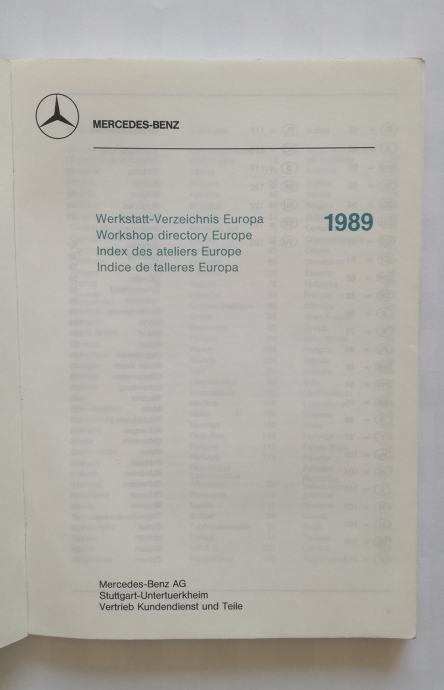 MERCEDES-BENZ
Werkstatt-Verzeichnis Europa
Workshop directory Europe
Index des ateliers Europe
Indice de talleres Europa
1989
Mercedes-Benz AG
Stuttgart-Untertuerkheim
Vertrieb Kundendienst und Teile